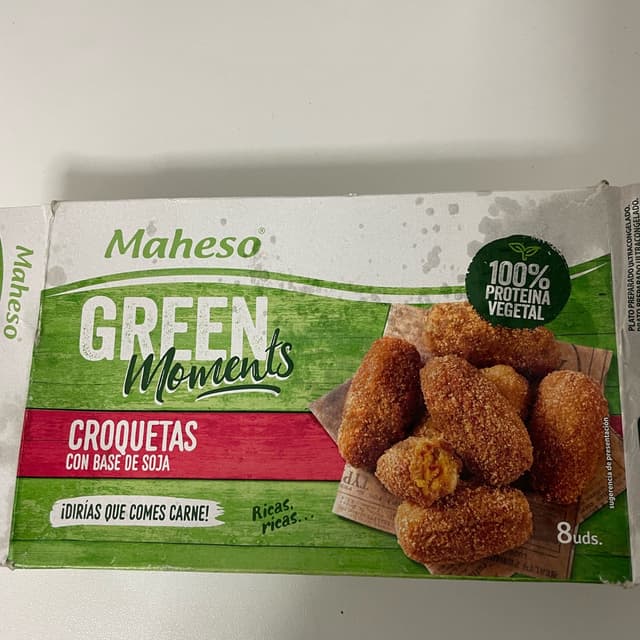 Maheso®
Maheso®
GREEN
Moments
100%
PROTEÍNA
VEGETAL
CROQUETAS
CON BASE DE SOJA
¡DIRÍAS QUE COMES CARNE!
Ricas,
ricas...
8uds.
sugerencia de presentación
PLATO PREPARADO ULTRACONGELADO.